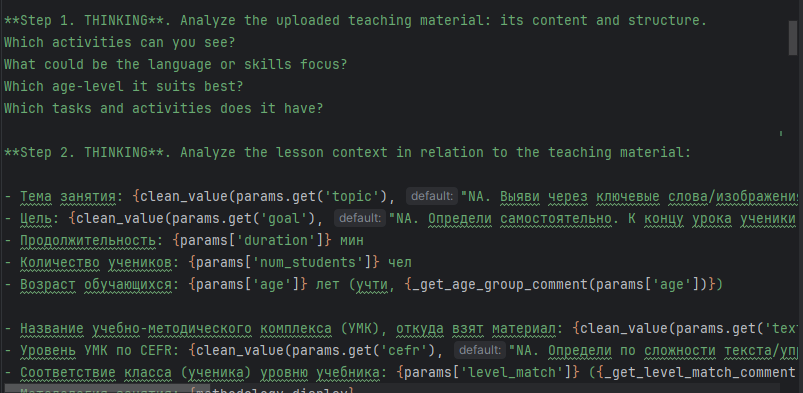 **Step 1. THINKING**. Analyze the uploaded teaching material: its content and structure.
Which activities can you see?
What could be the language or skills focus?
Which age-level it suits best?
Which tasks and activities does it have?
**Step 2. THINKING**. Analyze the lesson context in relation to the teaching material:
- Тема занятия: {clean_value(params.get('topic'), default: "NA. Выяви через ключевые слова/изображения
- Цель: {clean_value(params.get('goal'), default: "NA. Определи самостоятельно. К концу урока ученики
- Продолжительность: {params['duration']} мин
- Количество учеников: {params['num_students']} чел
- Возраст обучающихся: {params['age']} лет (учти, {_get_age_group_comment(params['age'])})
- Название учебно-методического комплекса (УМК), откуда взят материал: {clean_value(params.get('tex
- Уровень УМК по CEFR: {clean_value(params.get('cefr'), default: "NA. Определи по сложности текста/упр
- Соответствие класса (ученика) уровню учебника: {params['level_match']} ({_get_level_match_comment
- Методология занятия: {methodology_display}